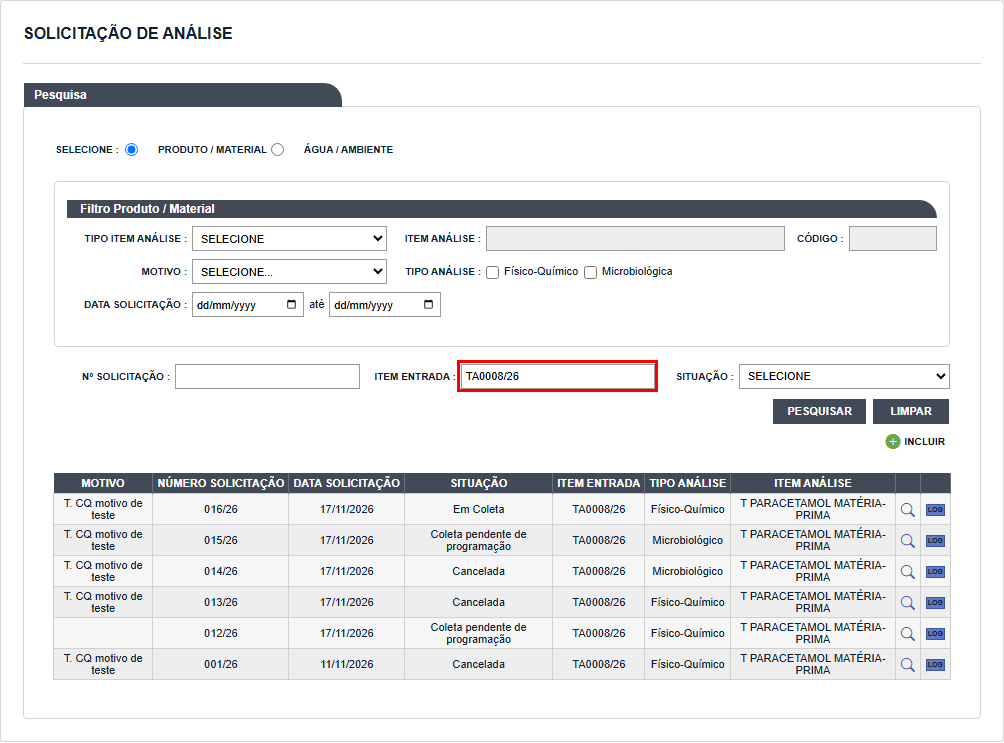 SOLICITAÇÃO DE ANÁLISE
Pesquisa
SELECIONE : PRODUTO / MATERIAL ÁGUA / AMBIENTE
Filtro Produto / Material
TIPO ITEM ANÁLISE : SELECIONE ITEM ANÁLISE : CÓDIGO :
MOTIVO : SELECIONE... TIPO ANÁLISE : Físico-Químico Microbiológica
DATA SOLICITAÇÃO : dd/mm/yyyy até dd/mm/yyyy
Nº SOLICITAÇÃO : ITEM ENTRADA : TA0008/26 SITUAÇÃO : SELECIONE
PESQUISAR LIMPAR
INCLUIR
MOTIVO NÚMERO SOLICITAÇÃO DATA SOLICITAÇÃO SITUAÇÃO ITEM ENTRADA TIPO ANÁLISE ITEM ANÁLISE
T. CQ motivo de teste 016/26 17/11/2026 Em Coleta TA0008/26 Físico-Químico T PARACETAMOL MATÉRIA-PRIMA LOG
T. CQ motivo de teste 015/26 17/11/2026 Coleta pendente de programação TA0008/26 Microbiológico T PARACETAMOL MATÉRIA-PRIMA LOG
T. CQ motivo de teste 014/26 17/11/2026 Cancelada TA0008/26 Microbiológico T PARACETAMOL MATÉRIA-PRIMA LOG
T. CQ motivo de teste 013/26 17/11/2026 Cancelada TA0008/26 Físico-Químico T PARACETAMOL MATÉRIA-PRIMA LOG
012/26 17/11/2026 Coleta pendente de programação TA0008/26 Físico-Químico T PARACETAMOL MATÉRIA-PRIMA LOG
T. CQ motivo de teste 001/26 11/11/2026 Cancelada TA0008/26 Físico-Químico T PARACETAMOL MATÉRIA-PRIMA LOG